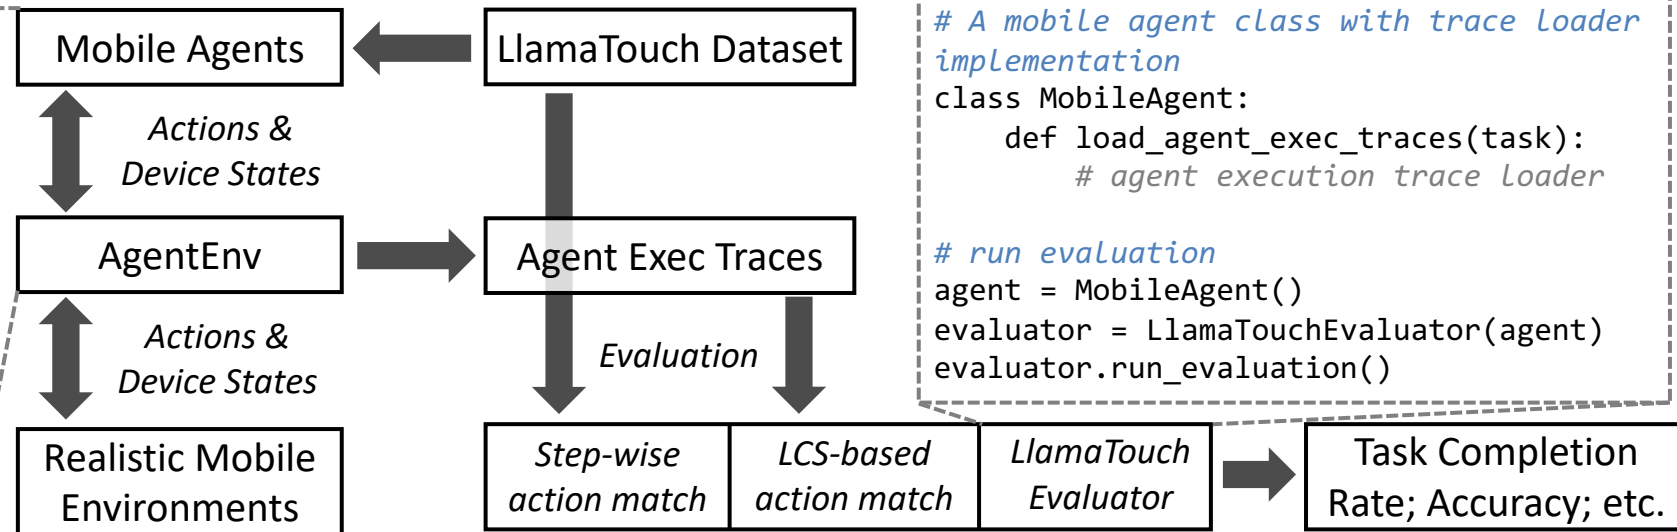 Mobile Agents
LlamaTouch Dataset
Actions &
Device States
AgentEnv
Agent Exec Traces
Actions &
Device States
Evaluation
Realistic Mobile
Environments
Step-wise
action match
LCS-based
action match
LlamaTouch
Evaluator
Task Completion
Rate; Accuracy; etc.
# A mobile agent class with trace loader
implementation
class MobileAgent:
    def load_agent_exec_traces(task):
        # agent execution trace loader
# run evaluation
agent = MobileAgent()
evaluator = LlamaTouchEvaluator(agent)
evaluator.run_evaluation()